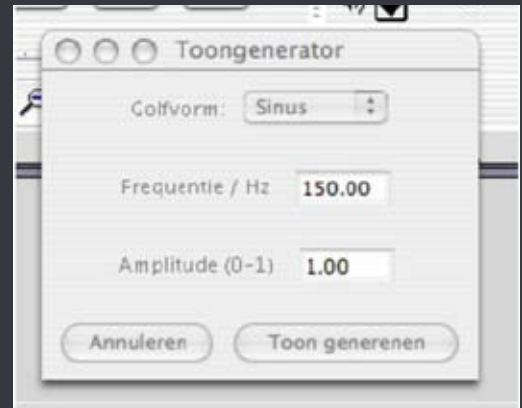 Toongenerator
Golfvorm: Sinus
Frequentie / Hz 150.00
Amplitude (0-1) 1.00
Annuleren Toon generenen